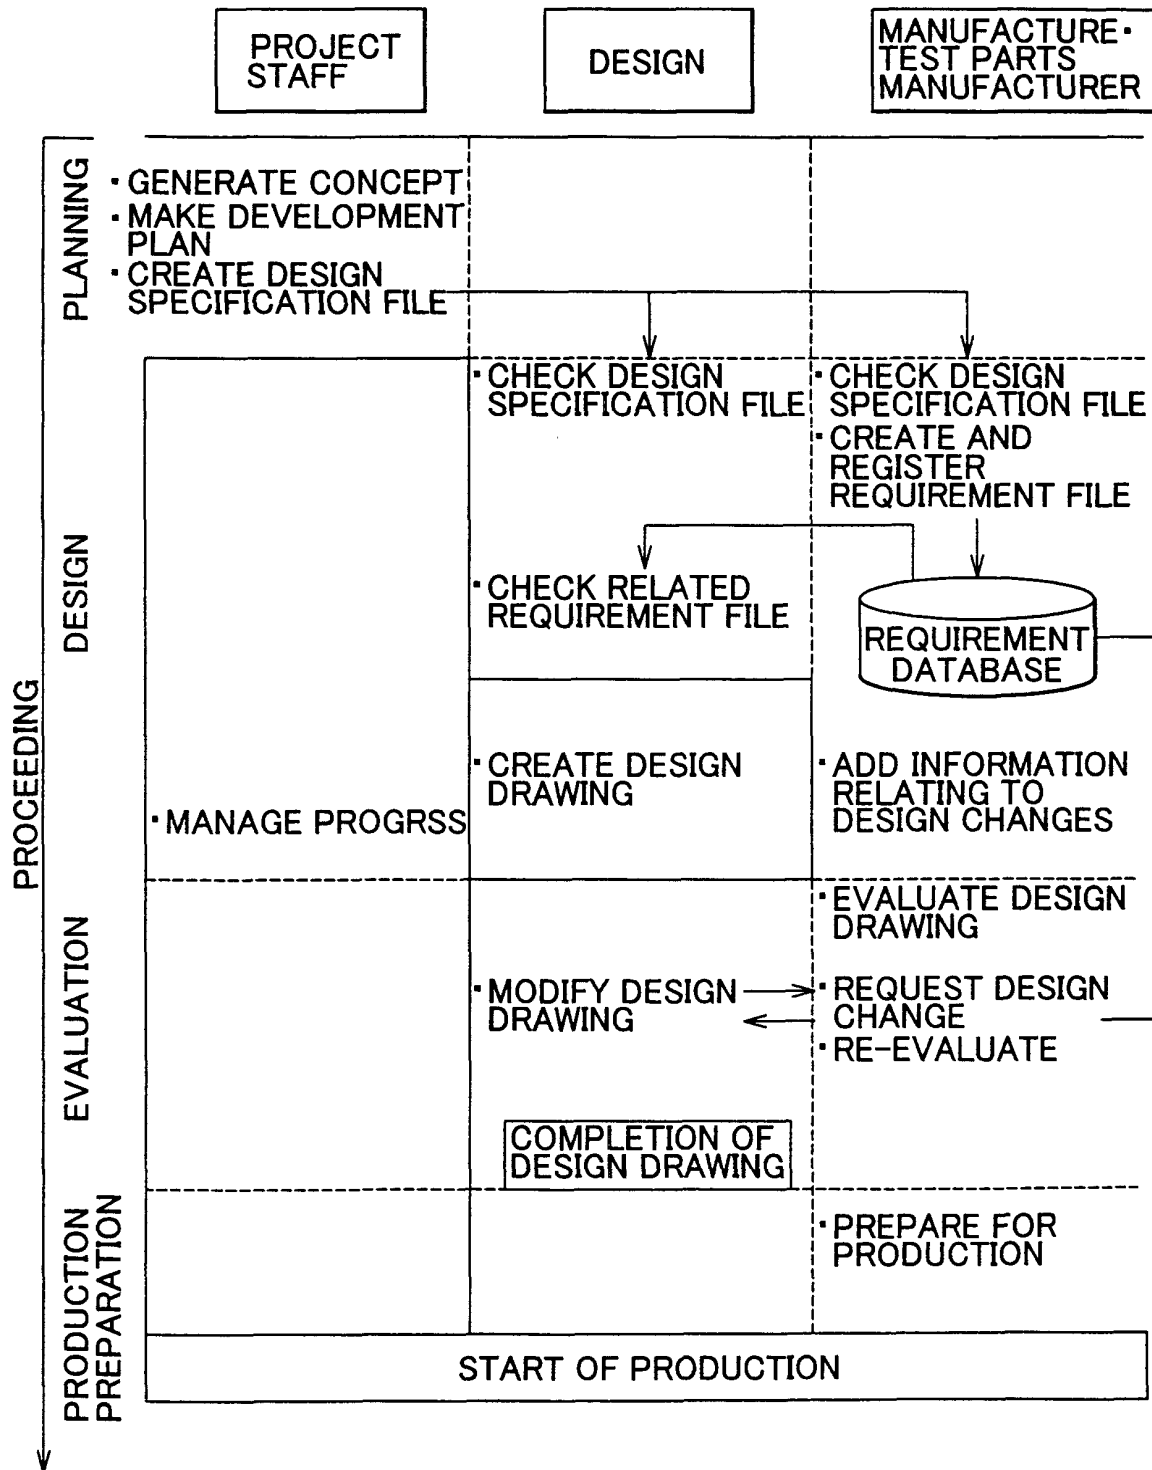 PROJECT
STAFF
DESIGN
MANUFACTURE・
TEST PARTS
MANUFACTURER
PROCEEDING
PLANNING
・GENERATE CONCEPT
・MAKE DEVELOPMENT
PLAN
・CREATE DESIGN
SPECIFICATION FILE
DESIGN
・CHECK DESIGN
SPECIFICATION FILE
・CHECK DESIGN
SPECIFICATION FILE
・CREATE AND
REGISTER
REQUIREMENT FILE
・CHECK RELATED
REQUIREMENT FILE
REQUIREMENT
DATABASE
・CREATE DESIGN
DRAWING
・ADD INFORMATION
RELATING TO
DESIGN CHANGES
・MANAGE PROGRSS
EVALUATION
・EVALUATE DESIGN
DRAWING
・MODIFY DESIGN
DRAWING
・REQUEST DESIGN
CHANGE
・RE-EVALUATE
COMPLETION OF
DESIGN DRAWING
PRODUCTION
PREPARATION
・PREPARE FOR
PRODUCTION
START OF PRODUCTION